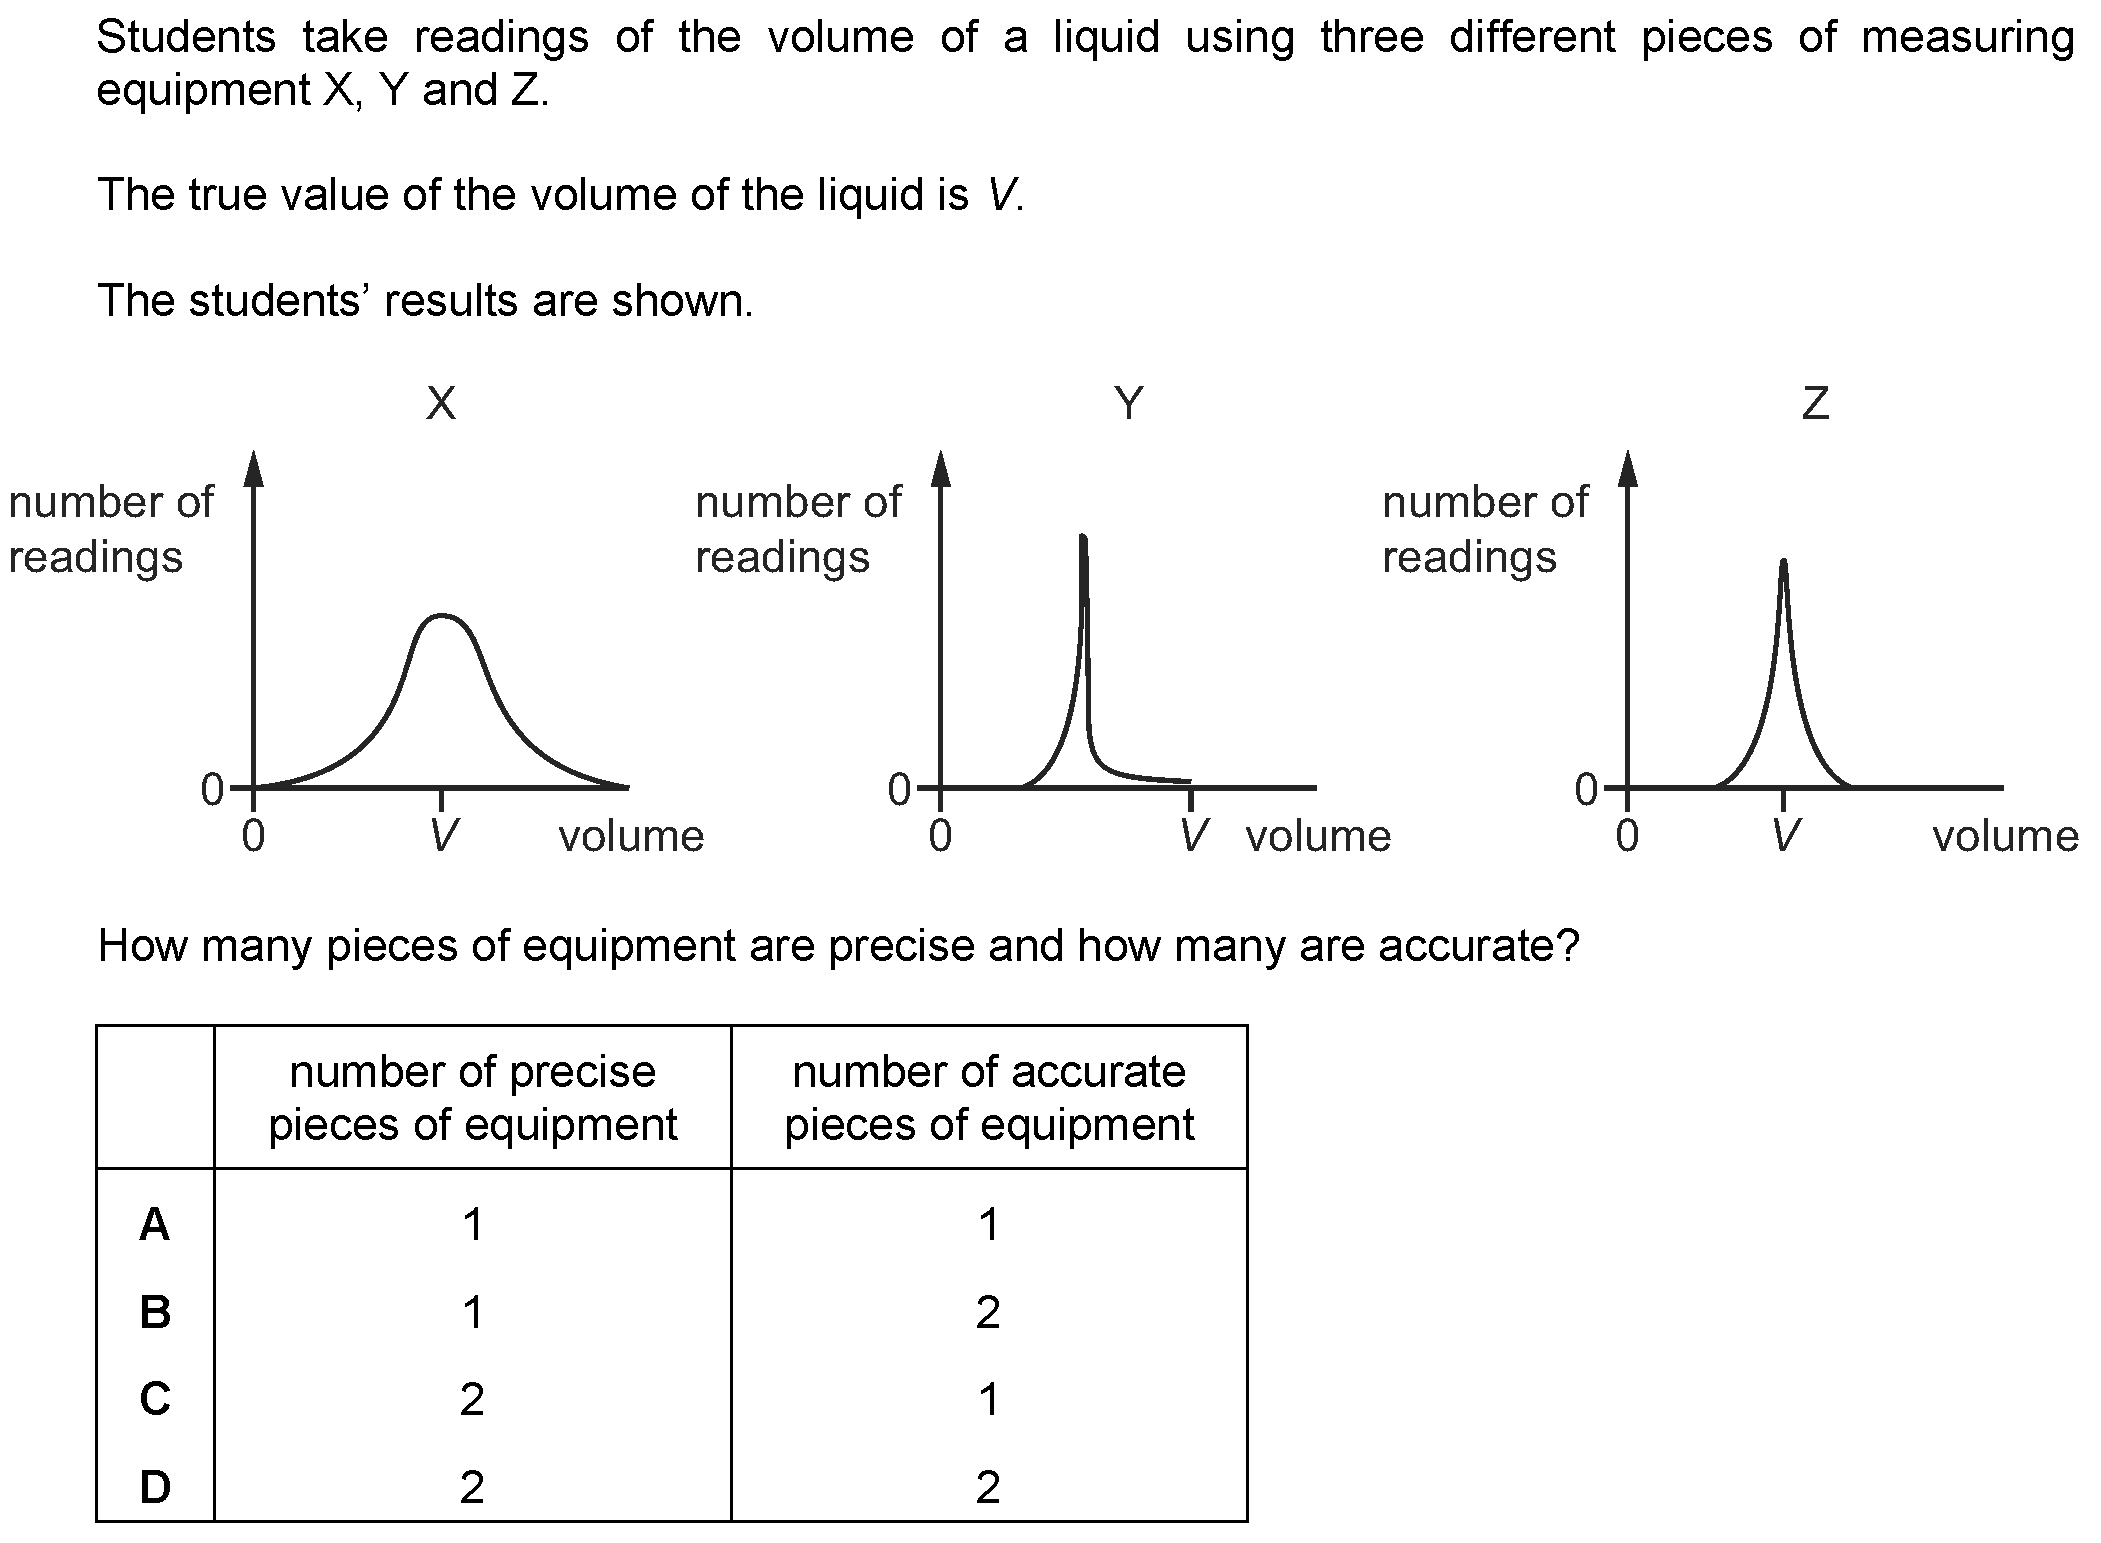 Students take readings of the volume of a liquid using three different pieces of measuring
equipment X, Y and Z.
The true value of the volume of the liquid is V.
The students’ results are shown.
X
number of
readings
0
0
V
volume
Y
number of
readings
0
0
V
volume
Z
number of
readings
0
0
V
volume
How many pieces of equipment are precise and how many are accurate?
number of precise
pieces of equipment
number of accurate
pieces of equipment
A 1 1
B 1 2
C 2 1
D 2 2